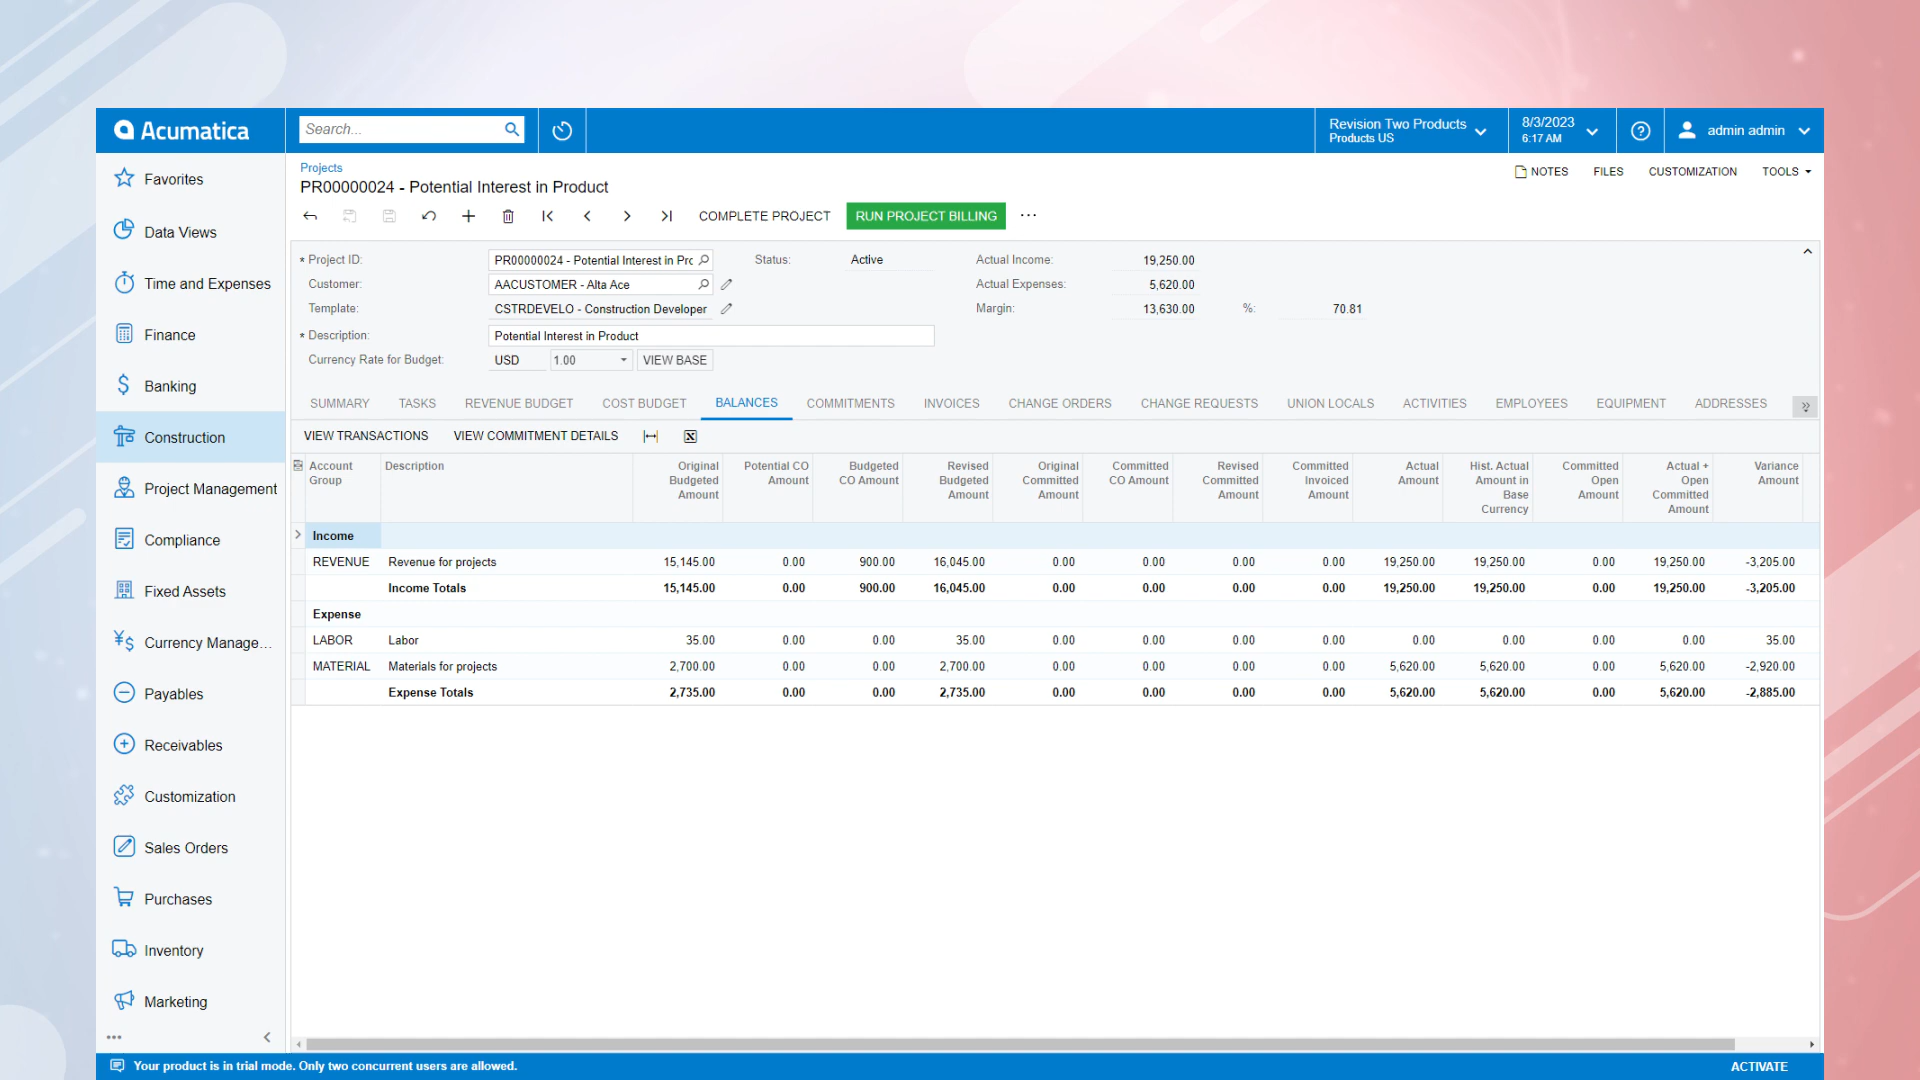 Acumatica
Search...
Revision Two Products
Products US
8/3/2023
6:17 AM
admin admin
Favorites
Data Views
Time and Expenses
Finance
Banking
Construction
Project Management
Compliance
Fixed Assets
Currency Manage...
Payables
Receivables
Customization
Sales Orders
Purchases
Inventory
Marketing
Projects
PR00000024 - Potential Interest in Product
NOTES FILES CUSTOMIZATION TOOLS
COMPLETE PROJECT RUN PROJECT BILLING ...
* Project ID: PR00000024 - Potential Interest in Prc Status: Active Actual Income: 19,250.00
Customer: AACUSTOMER - Alta Ace Actual Expenses: 5,620.00
Template: CSTRDEVELO - Construction Developer Margin: 13,630.00 %: 70.81
* Description: Potential Interest in Product
Currency Rate for Budget: USD 1.00 VIEW BASE
SUMMARY TASKS REVENUE BUDGET COST BUDGET BALANCES COMMITMENTS INVOICES CHANGE ORDERS CHANGE REQUESTS UNION LOCALS ACTIVITIES EMPLOYEES EQUIPMENT ADDRESSES
VIEW TRANSACTIONS VIEW COMMITMENT DETAILS
Account Group Description Original Budgeted Amount Potential CO Amount Budgeted CO Amount Revised Budgeted Amount Original Committed Amount Committed CO Amount Revised Committed Amount Committed Invoiced Amount Actual Amount Hist. Actual Amount in Base Currency Committed Open Amount Actual + Open Committed Amount Variance Amount
Income
REVENUE Revenue for projects 15,145.00 0.00 900.00 16,045.00 0.00 0.00 0.00 0.00 19,250.00 19,250.00 0.00 19,250.00 -3,205.00
Income Totals 15,145.00 0.00 900.00 16,045.00 0.00 0.00 0.00 0.00 19,250.00 19,250.00 0.00 19,250.00 -3,205.00
Expense
LABOR Labor 35.00 0.00 0.00 35.00 0.00 0.00 0.00 0.00 0.00 0.00 0.00 0.00 35.00
MATERIAL Materials for projects 2,700.00 0.00 0.00 2,700.00 0.00 0.00 0.00 0.00 5,620.00 5,620.00 0.00 5,620.00 -2,920.00
Expense Totals 2,735.00 0.00 0.00 2,735.00 0.00 0.00 0.00 0.00 5,620.00 5,620.00 0.00 5,620.00 -2,885.00
Your product is in trial mode. Only two concurrent users are allowed. ACTIVATE